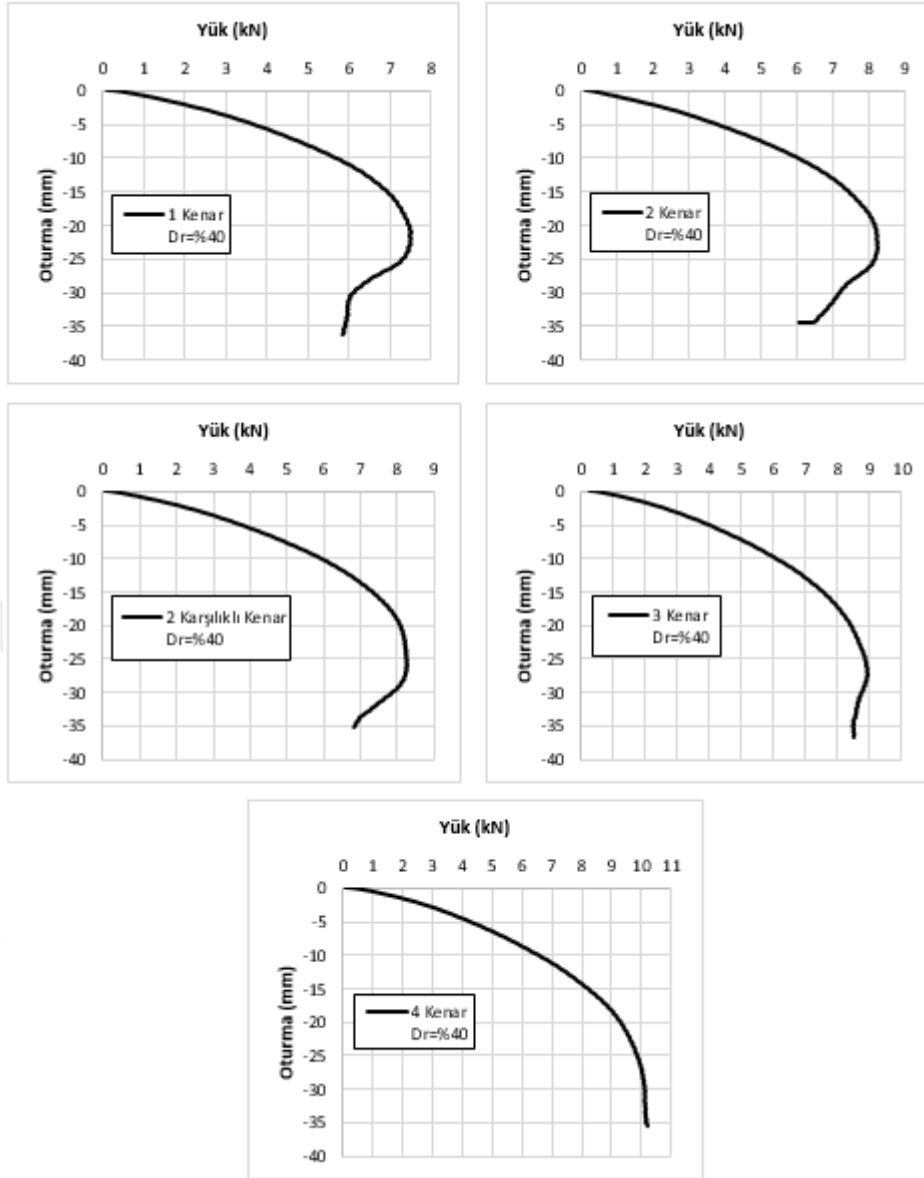 Yük (kN)
0 1 2 3 4 5 6 7 8
0
-5
-10
-15
-20
-25
-30
-35
-40
Oturma (mm)
1 Kenar
Dr=%40
Yük (kN)
0 1 2 3 4 5 6 7 8 9
0
-5
-10
-15
-20
-25
-30
-35
-40
Oturma (mm)
2 Kenar
Dr=%40
Yük (kN)
0 1 2 3 4 5 6 7 8 9
0
-5
-10
-15
-20
-25
-30
-35
-40
Oturma (mm)
2 Karşılıklı Kenar
Dr=%40
Yük (kN)
0 1 2 3 4 5 6 7 8 9 10
0
-5
-10
-15
-20
-25
-30
-35
-40
Oturma (mm)
3 Kenar
Dr=%40
Yük (kN)
0 1 2 3 4 5 6 7 8 9 10 11
0
-5
-10
-15
-20
-25
-30
-35
-40
Oturma (mm)
4 Kenar
Dr=%40